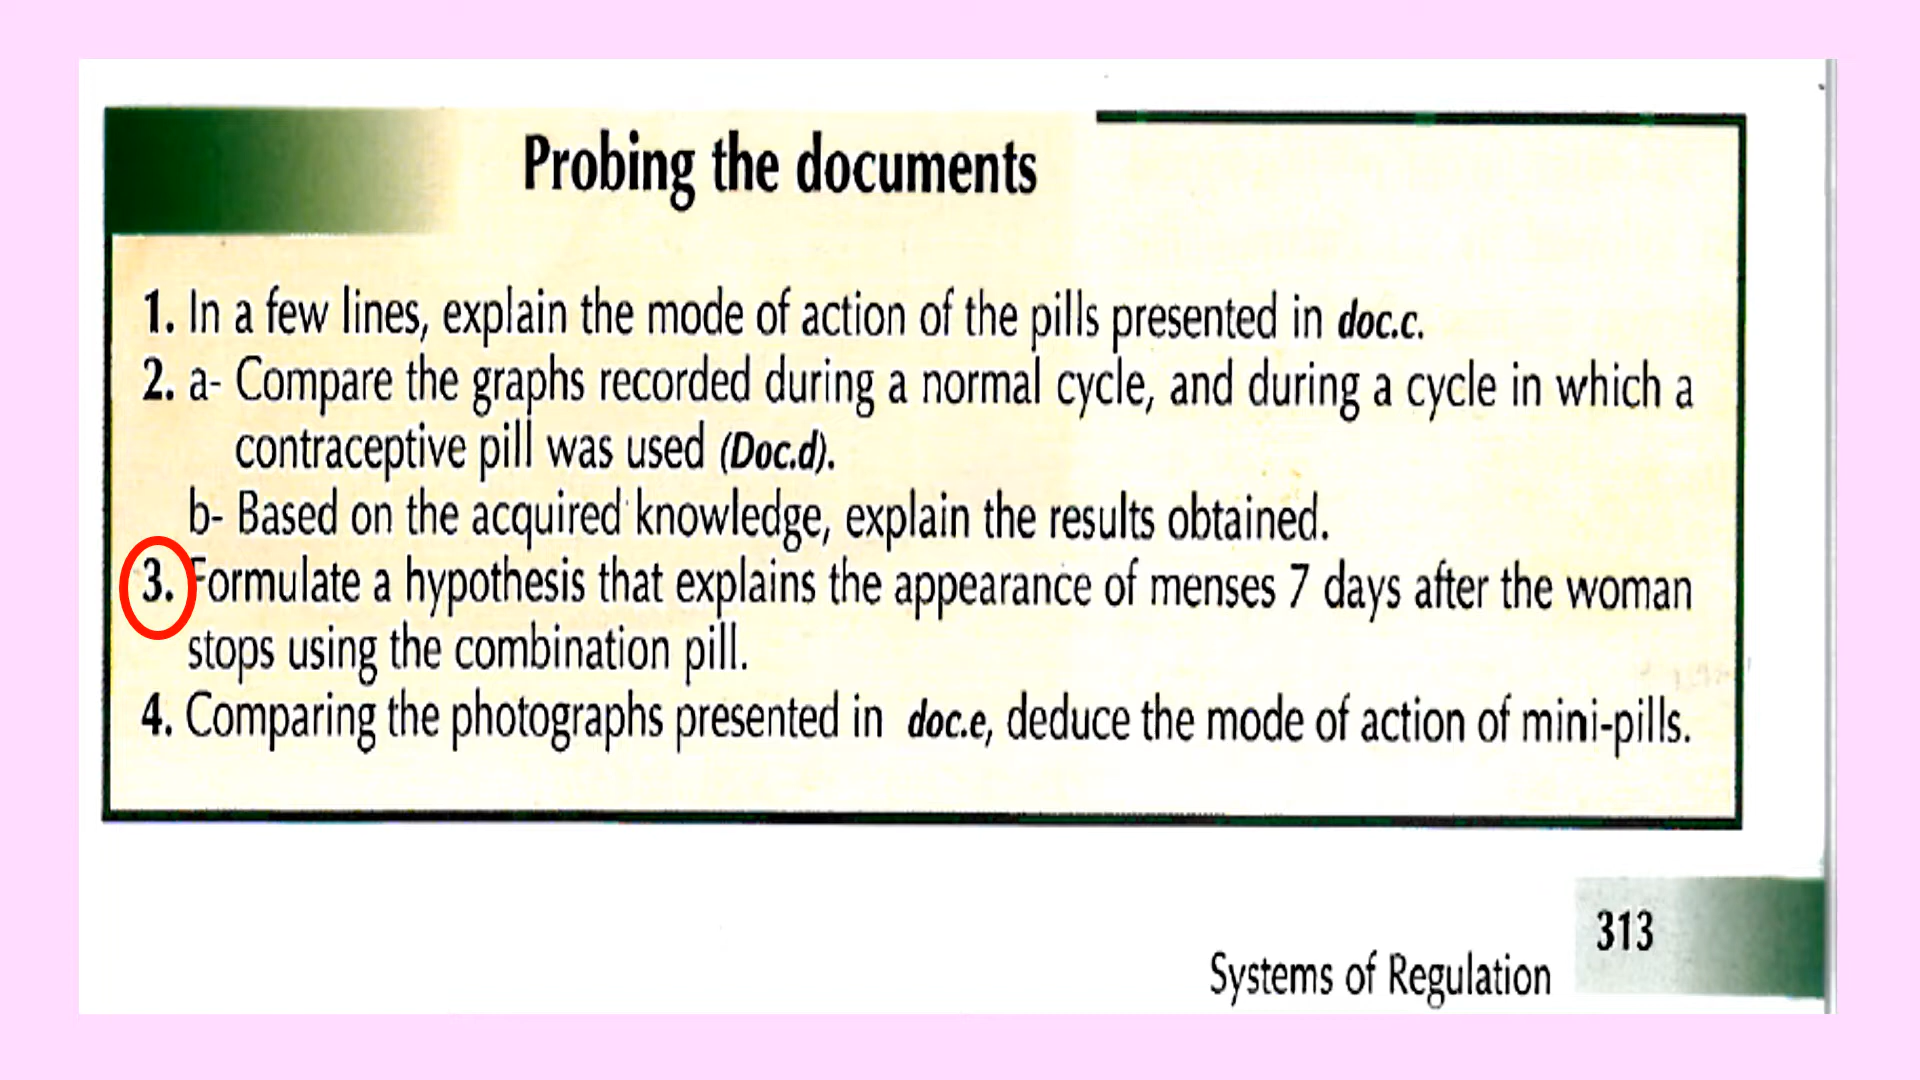 Probing the documents
1. In a few lines, explain the mode of action of the pills presented in doc.c.
2. a- Compare the graphs recorded during a normal cycle, and during a cycle in which a
contraceptive pill was used (Doc.d).
b- Based on the acquired knowledge, explain the results obtained.
3. Formulate a hypothesis that explains the appearance of menses 7 days after the woman
stops using the combination pill.
4. Comparing the photographs presented in doc.e, deduce the mode of action of mini-pills.
313
Systems of Regulation